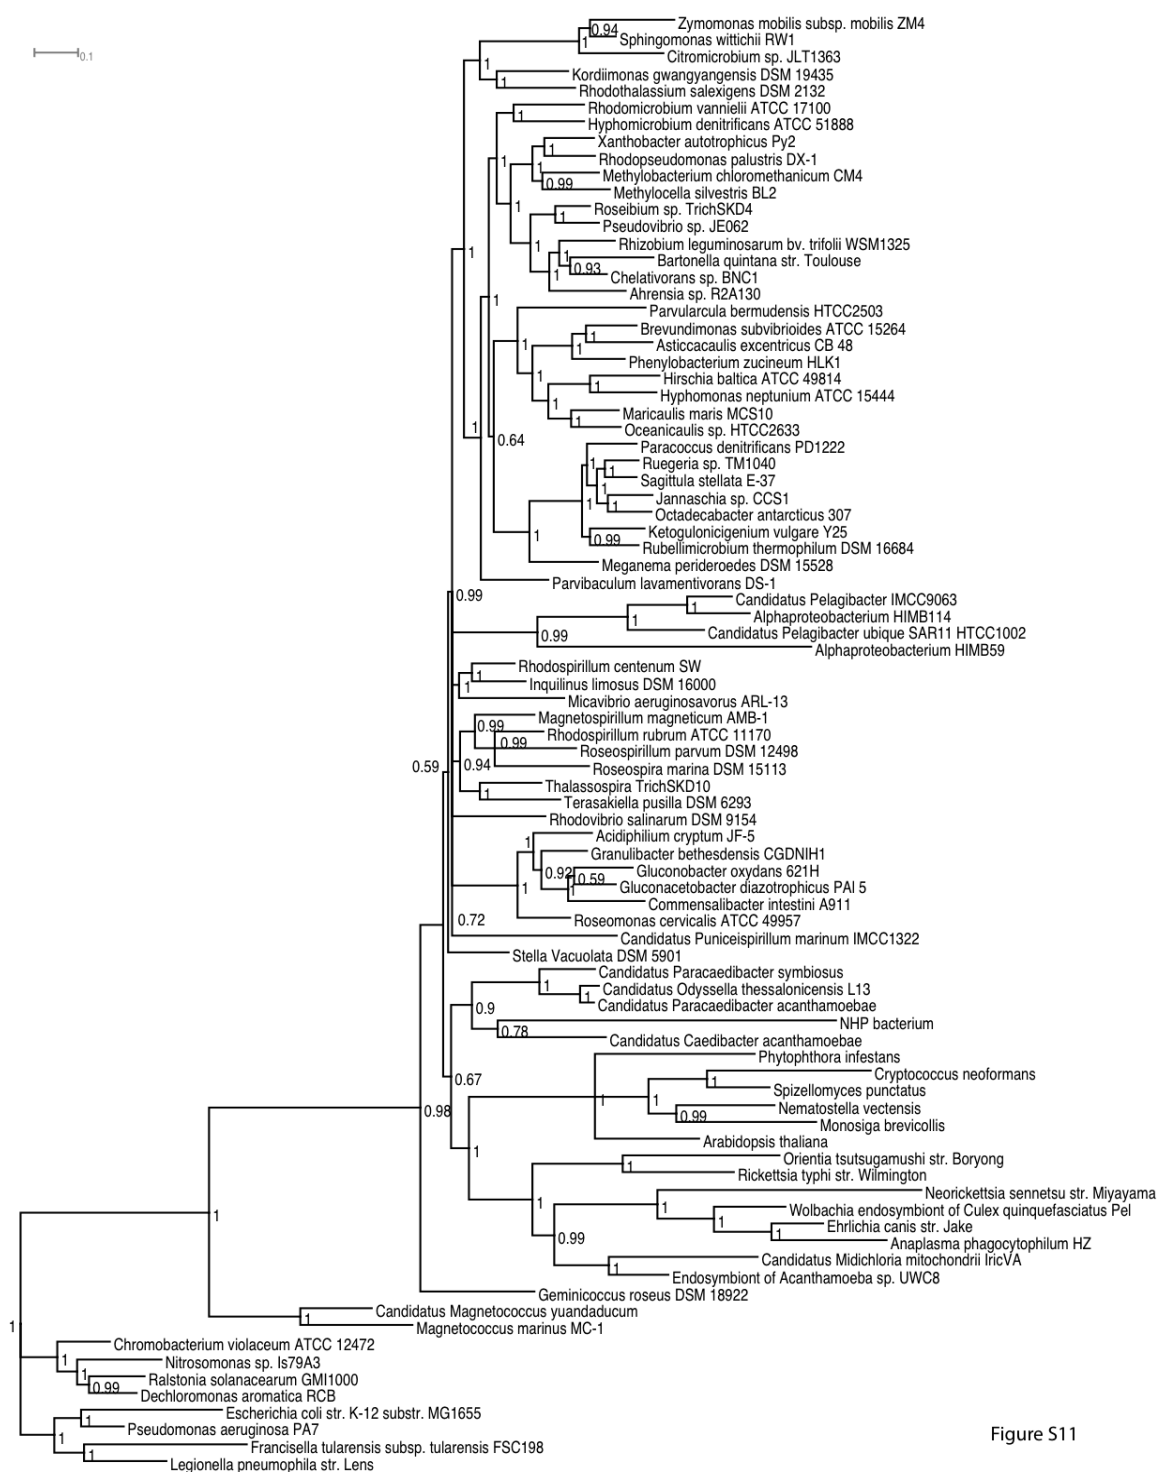 Zymomonas mobilis subsp. mobilis ZM4
0.94
Sphingomonas wittichii RW1
1
0.1
Citromicrobium sp. JLT1363
1
Kordiimonas gwangyangensis DSM 19435
1
Rhodothalassium salexigens DSM 2132
Rhodomicrobium vannielii ATCC 17100
1
Hyphomicrobium denitrificans ATCC 51888
Xanthobacter autotrophicus Py2
1
Rhodopseudomonas palustris DX-1
1
1
Methylobacterium chloromethanicum CM4
0.99
Methylocella silvestris BL2
1
Roseibium sp. TrichSKD4
1
Pseudovibrio sp. JE062
1
Rhizobium leguminosarum bv. trifolii WSM1325
1
1
Bartonella quintana str. Toulouse
0.93
1
Chelativorans sp. BNC1
Ahrensia sp. R2A130
1
Parvularcula bermudensis HTCC2503
Brevundimonas subvibrioides ATCC 15264
1
1
Asticcacaulis excentricus CB 48
1
Phenylobacterium zucineum HLK1
1
Hirschia baltica ATCC 49814
1
Hyphomonas neptunium ATCC 15444
1
Maricaulis maris MCS10
1
Oceanicaulis sp. HTCC2633
1
0.64
Paracoccus denitrificans PD1222
1
Ruegeria sp. TM1040
1
Sagittula stellata E-37
1
Jannaschia sp. CCS1
1
1
Octadecabacter antarcticus 307
Ketogulonicigenium vulgare Y25
1
0.99
Rubellimicrobium thermophilum DSM 16684
Meganema perideroedes DSM 15528
Parvibaculum lavamentivorans DS-1
0.99
Candidatus Pelagibacter IMCC9063
1
Alphaproteobacterium HIMB114
1
Candidatus Pelagibacter ubique SAR11 HTCC1002
0.99
Alphaproteobacterium HIMB59
Rhodospirillum centenum SW
1
1
Inquilinus limosus DSM 16000
Micavibrio aeruginosavorus ARL-13
Magnetospirillum magneticum AMB-1
0.99
Rhodospirillum rubrum ATCC 11170
0.99
Roseospirillum parvum DSM 12498
0.59
0.94
Roseospira marina DSM 15113
Thalassospira TrichSKD10
1
Terasakiella pusilla DSM 6293
Rhodovibrio salinarum DSM 9154
Acidiphilium cryptum JF-5
1
Granulibacter bethesdensis CGDNIH1
0.92
Gluconobacter oxydans 621H
0.59
1
1
Gluconacetobacter diazotrophicus PAl 5
Commensalibacter intestini A911
0.72
Roseomonas cervicalis ATCC 49957
Candidatus Puniceispirillum marinum IMCC1322
Stella Vacuolata DSM 5901
Candidatus Paracaedibacter symbiosus
1
Candidatus Odyssella thessalonicensis L13
1
0.9
Candidatus Paracaedibacter acanthamoebae
NHP bacterium
0.78
Candidatus Caedibacter acanthamoebae
Phytophthora infestans
0.67
Cryptococcus neoformans
1
Spizellomyces punctatus
1
1
0.98
Nematostella vectensis
0.99
Monosiga brevicollis
Arabidopsis thaliana
1
Orientia tsutsugamushi str. Boryong
1
Rickettsia typhi str. Wilmington
Neorickettsia sennetsu str. Miyayama
1
1
1
Wolbachia endosymbiont of Culex quinquefasciatus Pel
1
Ehrlichia canis str. Jake
1
0.99
Anaplasma phagocytophilum HZ
Candidatus Midichloria mitochondrii IricVA
1
Endosymbiont of Acanthamoeba sp. UWC8
Geminicoccus roseus DSM 18922
Candidatus Magnetococcus yuandaducum
1
Magnetococcus marinus MC-1
1
Chromobacterium violaceum ATCC 12472
1
Nitrosomonas sp. Is79A3
1
Ralstonia solanacearum GMI1000
0.99
Dechloromonas aromatica RCB
Escherichia coli str. K-12 substr. MG1655
1
Pseudomonas aeruginosa PA7
1
Francisella tularensis subsp. tularensis FSC198
1
Legionella pneumophila str. Lens
Figure S11